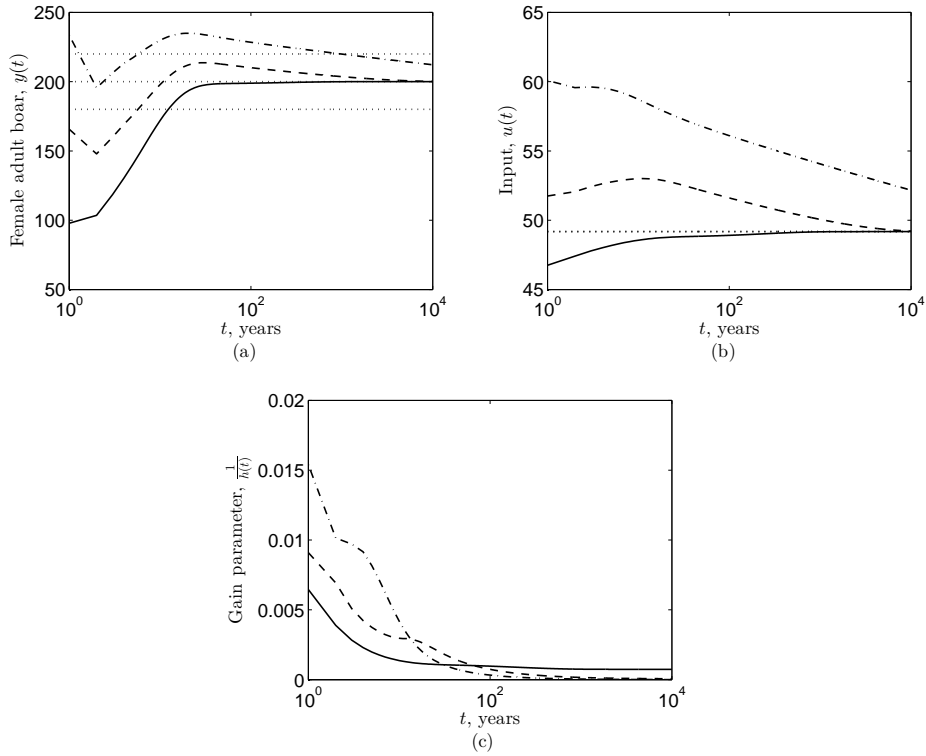 250
200
150
100
50
Female adult boar, y(t)
10^0
10^2
10^4
t, years
(a)
65
60
55
50
45
Input, u(t)
10^0
10^2
10^4
t, years
(b)
0.02
0.015
0.01
0.005
0
Gain parameter, 1/h(t)
10^0
10^2
10^4
t, years
(c)